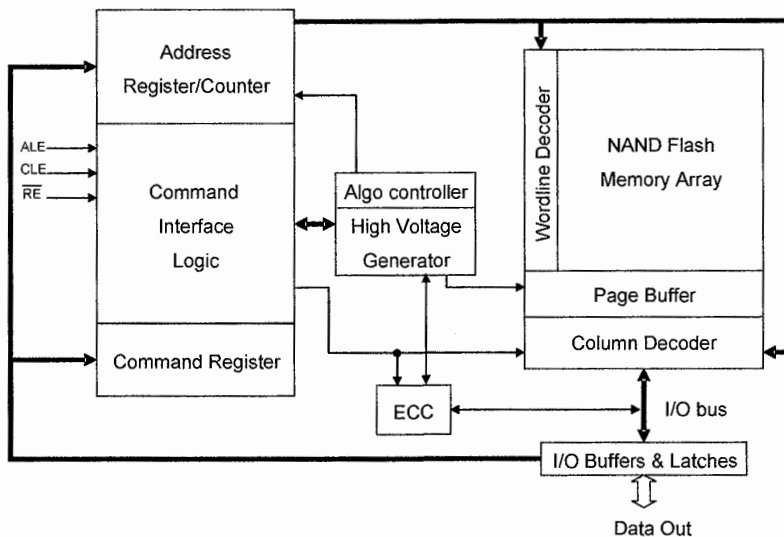 Address
Register/Counter
ALE
CLE
RE
Command
Interface
Logic
Command Register
Algo controller
High Voltage
Generator
ECC
Wordline Decoder
NAND Flash
Memory Array
Page Buffer
Column Decoder
I/O bus
I/O Buffers & Latches
Data Out